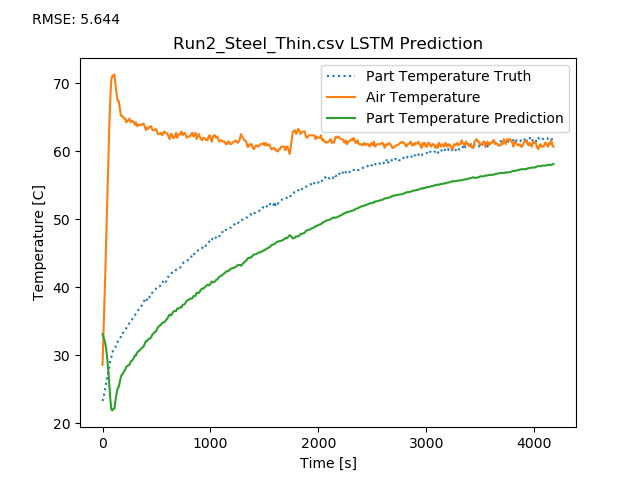 RMSE: 5.644
Run2_Steel_Thin.csv LSTM Prediction
Part Temperature Truth
Air Temperature
Part Temperature Prediction
Temperature [C]
70
60
50
40
30
20
0 1000 2000 3000 4000
Time [s]